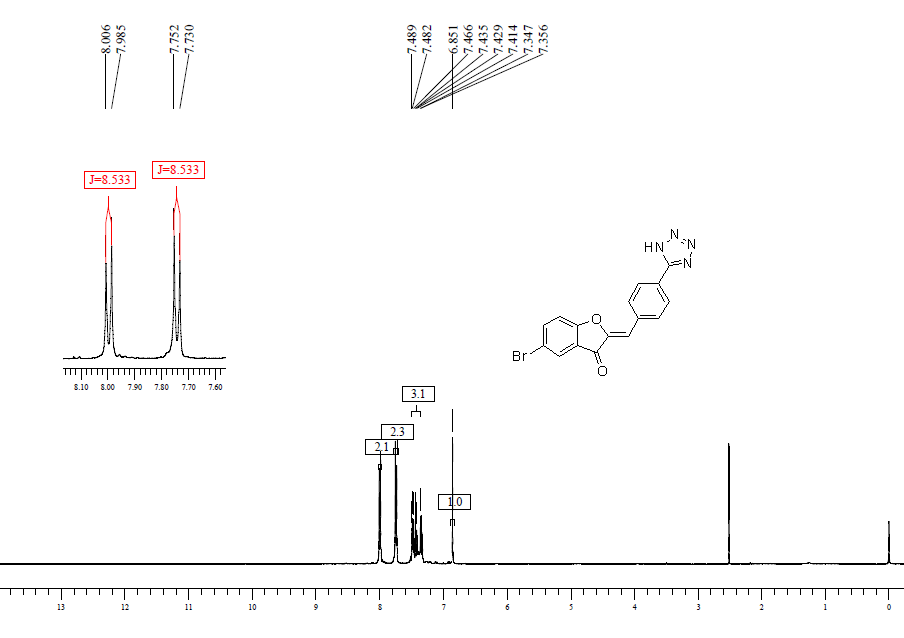 8.006
7.985
7.752
7.730
7.489
7.482
6.851
7.466
7.435
7.429
7.414
7.347
7.356
J=8.533
J=8.533
HN
N
N
N
O
Br
O
8.10 8.00 7.90 7.80 7.70 7.60
3.1
2.3
2.1
1.0
13 12 11 10 9 8 7 6 5 4 3 2 1 0